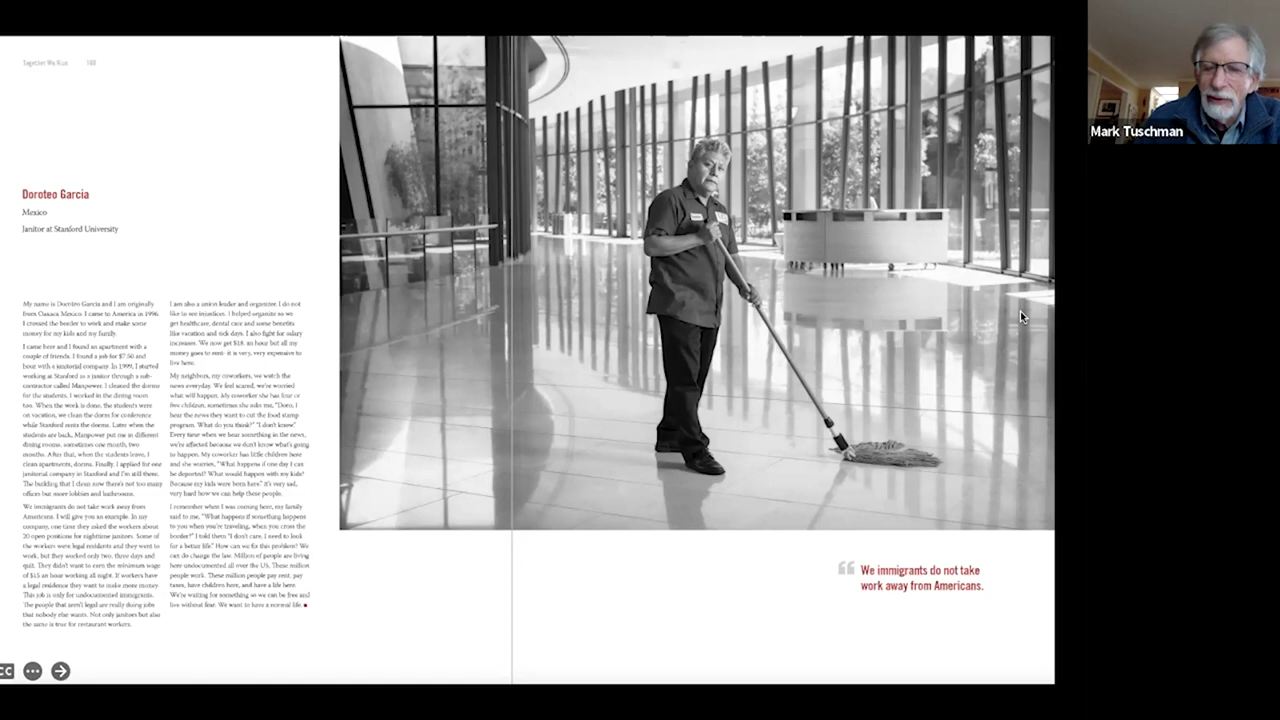 Together We Rise 160
Doroteo Garcia
Mexico
Janitor at Stanford University
My name is Doroteo Garcia and I am originally
from Oaxaca Mexico. I came to America in 1996.
I crossed the border to work and make some
money for my kids and my family.
I came here and I found an apartment with a
couple of friends. I found a job for $7.50 and
hour with a janitorial company. In 1999, I started
working at Stanford as a janitor through a sub-
contractor called Manpower. I cleaned the dorms
for the students. I worked in the dining room
too. When the work is done, the students were
on vacation, we clean the dorm for conference
while Stanford rents the dorms. Later when the
students are back, Manpower put me in different
dining rooms, sometimes one month, two
months. After that, when the students leave, I
clean apartments, dorms. Finally, I applied for one
janitorial company in Stanford and I'm still there.
The building that I clean now there's not too many
offices but more lobbies and bathrooms.
We immigrants do not take work away from
Americans. I will give you an example. In my
company, one time they asked the workers about
20 open positions for nighttime janitors. Some of
the workers were legal residents and they went to
work, but they worked only two, three days and
quit. They didn't want to earn the minimum wage
of $15 an hour working all night. If workers have
a legal residence they want to make more money.
This job is only for undocumented immigrants.
The people that aren't legal are really doing jobs
that nobody else wants. Not only janitors but also
the same is true for restaurant workers.
I am also a union leader and organizer. I do not
like to see injustices. I helped organize so we
get healthcare, dental care and some benefits
like vacation and sick days. I also fight for salary
increases. We now get $18. an hour but all my
money goes to rent- it is very, very expensive to
live here.
My neighbors, my coworkers, we watch the
news everyday. We feel scared, we're worried
what will happen. My coworker she has four or
five children, sometimes she asks me, "Doro, I
hear the news they want to cut the food stamp
program. What do you think?" "I don't know."
Every time when we hear something in the news,
we're affected because we don't know what's going
to happen. My coworker has little children here
and she worries, "What happens if one day I can
be deported? What would happen with my kids?
Because my kids were born here." It's very sad,
very hard how we can help these people.
I remember when I was coming here, my family
said to me, "What happens if something happens
to you when you're traveling, when you cross the
border?" I told them "I don't care, I need to look
for a better life." How can we fix this problem? We
can do change the law. Million of people are living
here undocumented all over the US. These million
people work. These million people pay rent, pay
taxes, have children here, and have a life here.
We're waiting for something so we can be free and
live without fear. We want to have a normal life.
“ We immigrants do not take
work away from Americans.
CC
Mark Tuschman